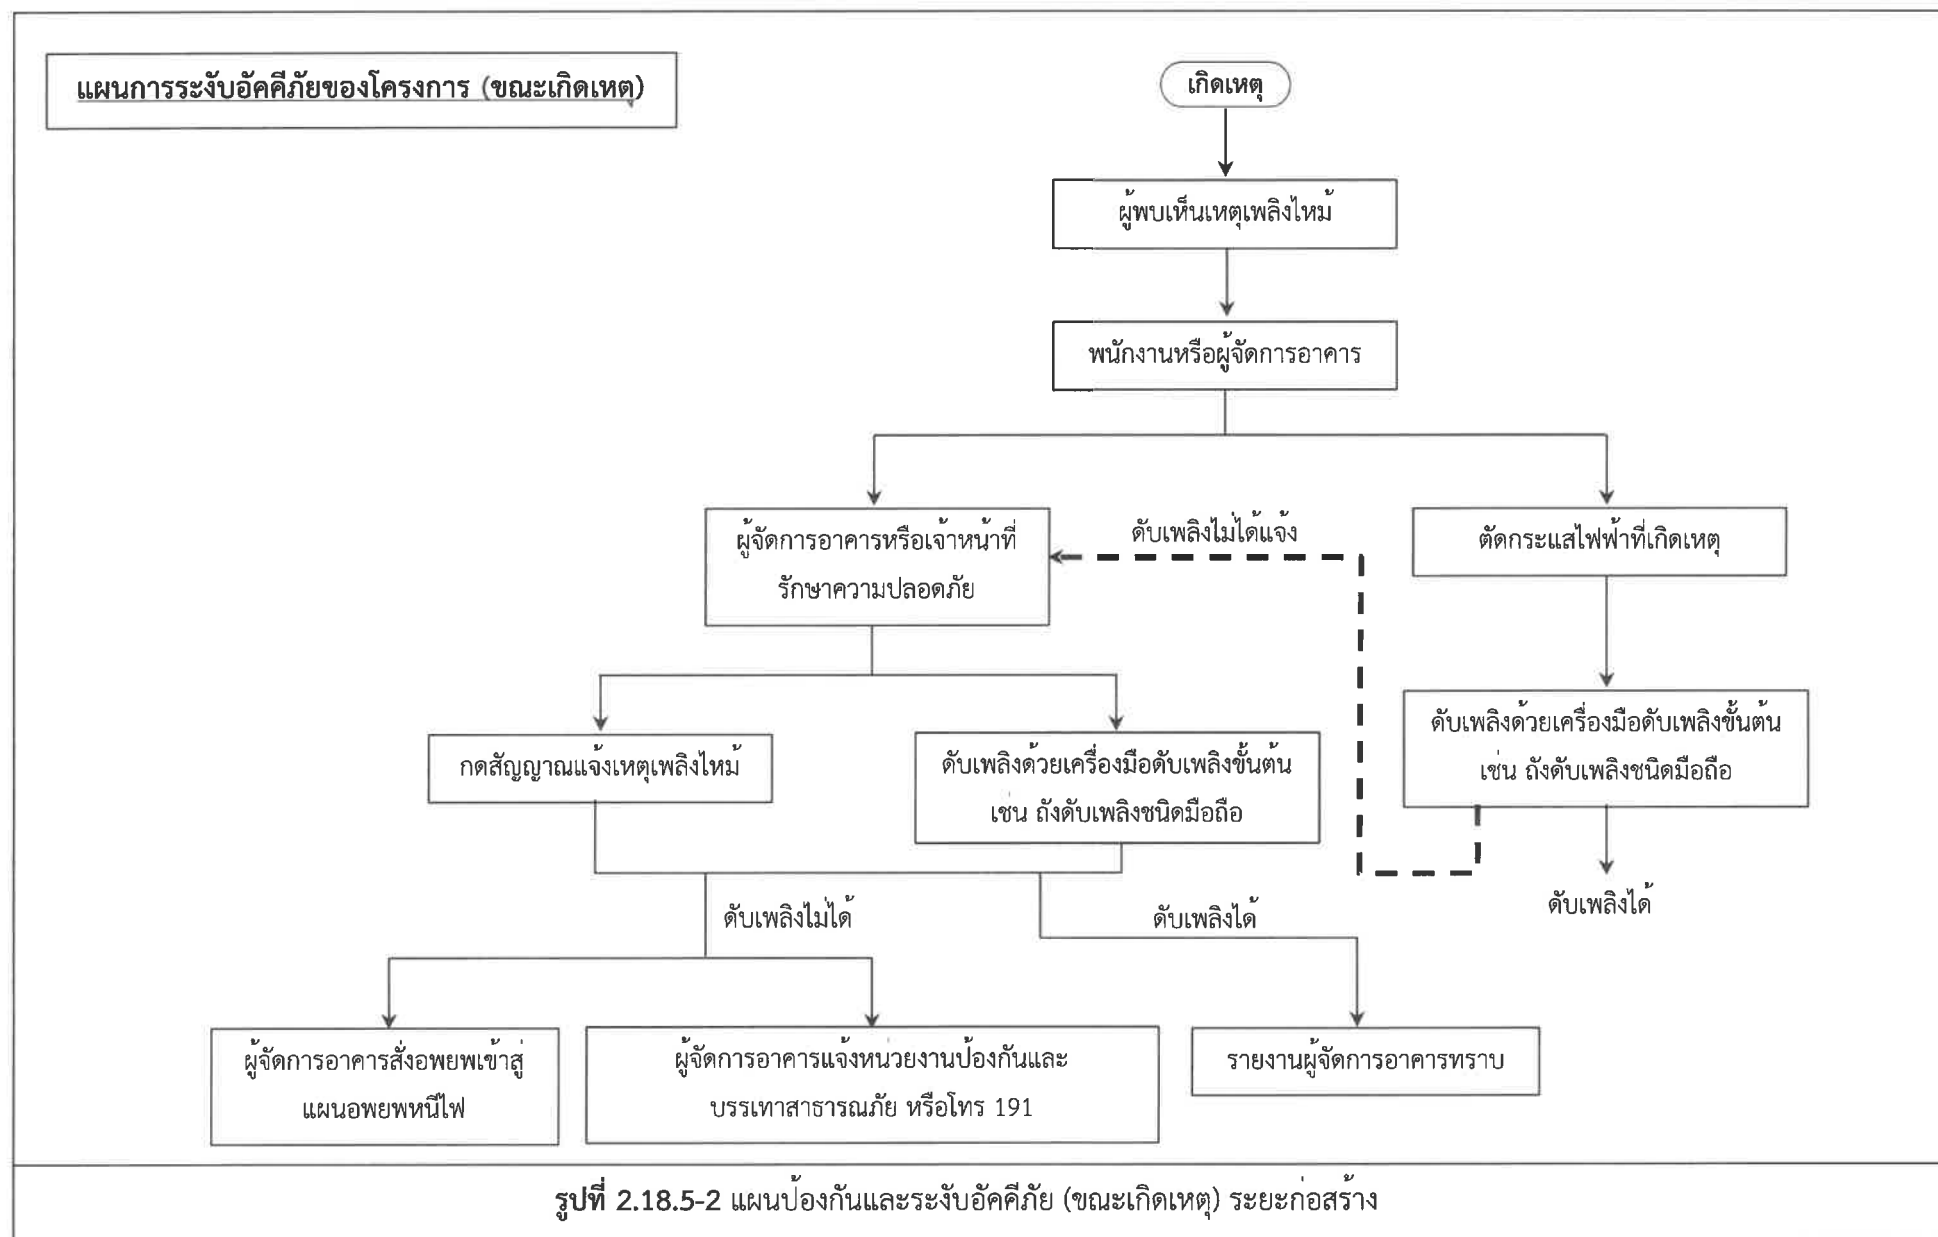 แผนการระงับอัคคีภัยของโครงการ (ขณะเกิดเหตุ)
เกิดเหตุ
ผู้พบเห็นเหตุเพลิงไหม้
พนักงานหรือผู้จัดการอาคาร
ผู้จัดการอาคารหรือเจ้าหน้าที่
รักษาความปลอดภัย
ดับเพลิงไม่ได้แจ้ง
ตัดกระแสไฟฟ้าที่เกิดเหตุ
กดสัญญาณแจ้งเหตุเพลิงไหม้
ดับเพลิงด้วยเครื่องมือดับเพลิงขั้นต้น
เช่น ถังดับเพลิงชนิดมือถือ
ดับเพลิงด้วยเครื่องมือดับเพลิงขั้นต้น
เช่น ถังดับเพลิงชนิดมือถือ
ดับเพลิงไม่ได้
ดับเพลิงได้
ดับเพลิงได้
ผู้จัดการอาคารสั่งอพยพเข้าสู่
แผนอพยพหนีไฟ
ผู้จัดการอาคารแจ้งหน่วยงานป้องกันและ
บรรเทาสาธารณภัย หรือโทร 191
รายงานผู้จัดการอาคารทราบ
รูปที่ 2.18.5-2 แผนป้องกันและระงับอัคคีภัย (ขณะเกิดเหตุ) ระยะก่อสร้าง